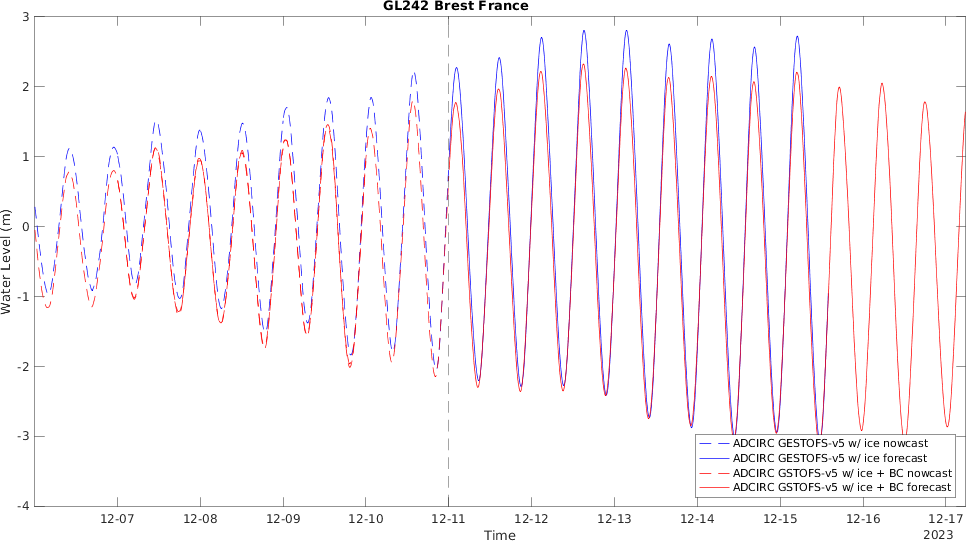 GL242 Brest France
3
2
1
0
-1
-2
-3
-4
Water Level (m)
ADCIRC GESTOFS-v5 w/ ice nowcast
ADCIRC GESTOFS-v5 w/ ice forecast
ADCIRC GSTOFS-v5 w/ ice + BC nowcast
ADCIRC GSTOFS-v5 w/ ice + BC forecast
12-07 12-08 12-09 12-10 12-11 12-12 12-13 12-14 12-15 12-16 12-17
Time 2023